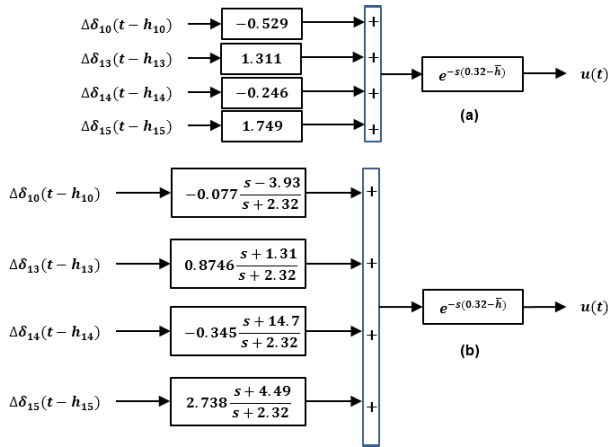 Δδ₁₀(t − h₁₀) −0.529 +
Δδ₁₃(t − h₁₃) 1.311 +
Δδ₁₄(t − h₁₄) −0.246 +
Δδ₁₅(t − h₁₅) 1.749 +
e^{−s(0.32−h̅)} u(t)
(a)
Δδ₁₀(t − h₁₀) −0.077 (s − 3.93)/(s + 2.32) +
Δδ₁₃(t − h₁₃) 0.8746 (s + 1.31)/(s + 2.32) +
Δδ₁₄(t − h₁₄) −0.345 (s + 14.7)/(s + 2.32) +
Δδ₁₅(t − h₁₅) 2.738 (s + 4.49)/(s + 2.32) +
e^{−s(0.32−h̅)} u(t)
(b)